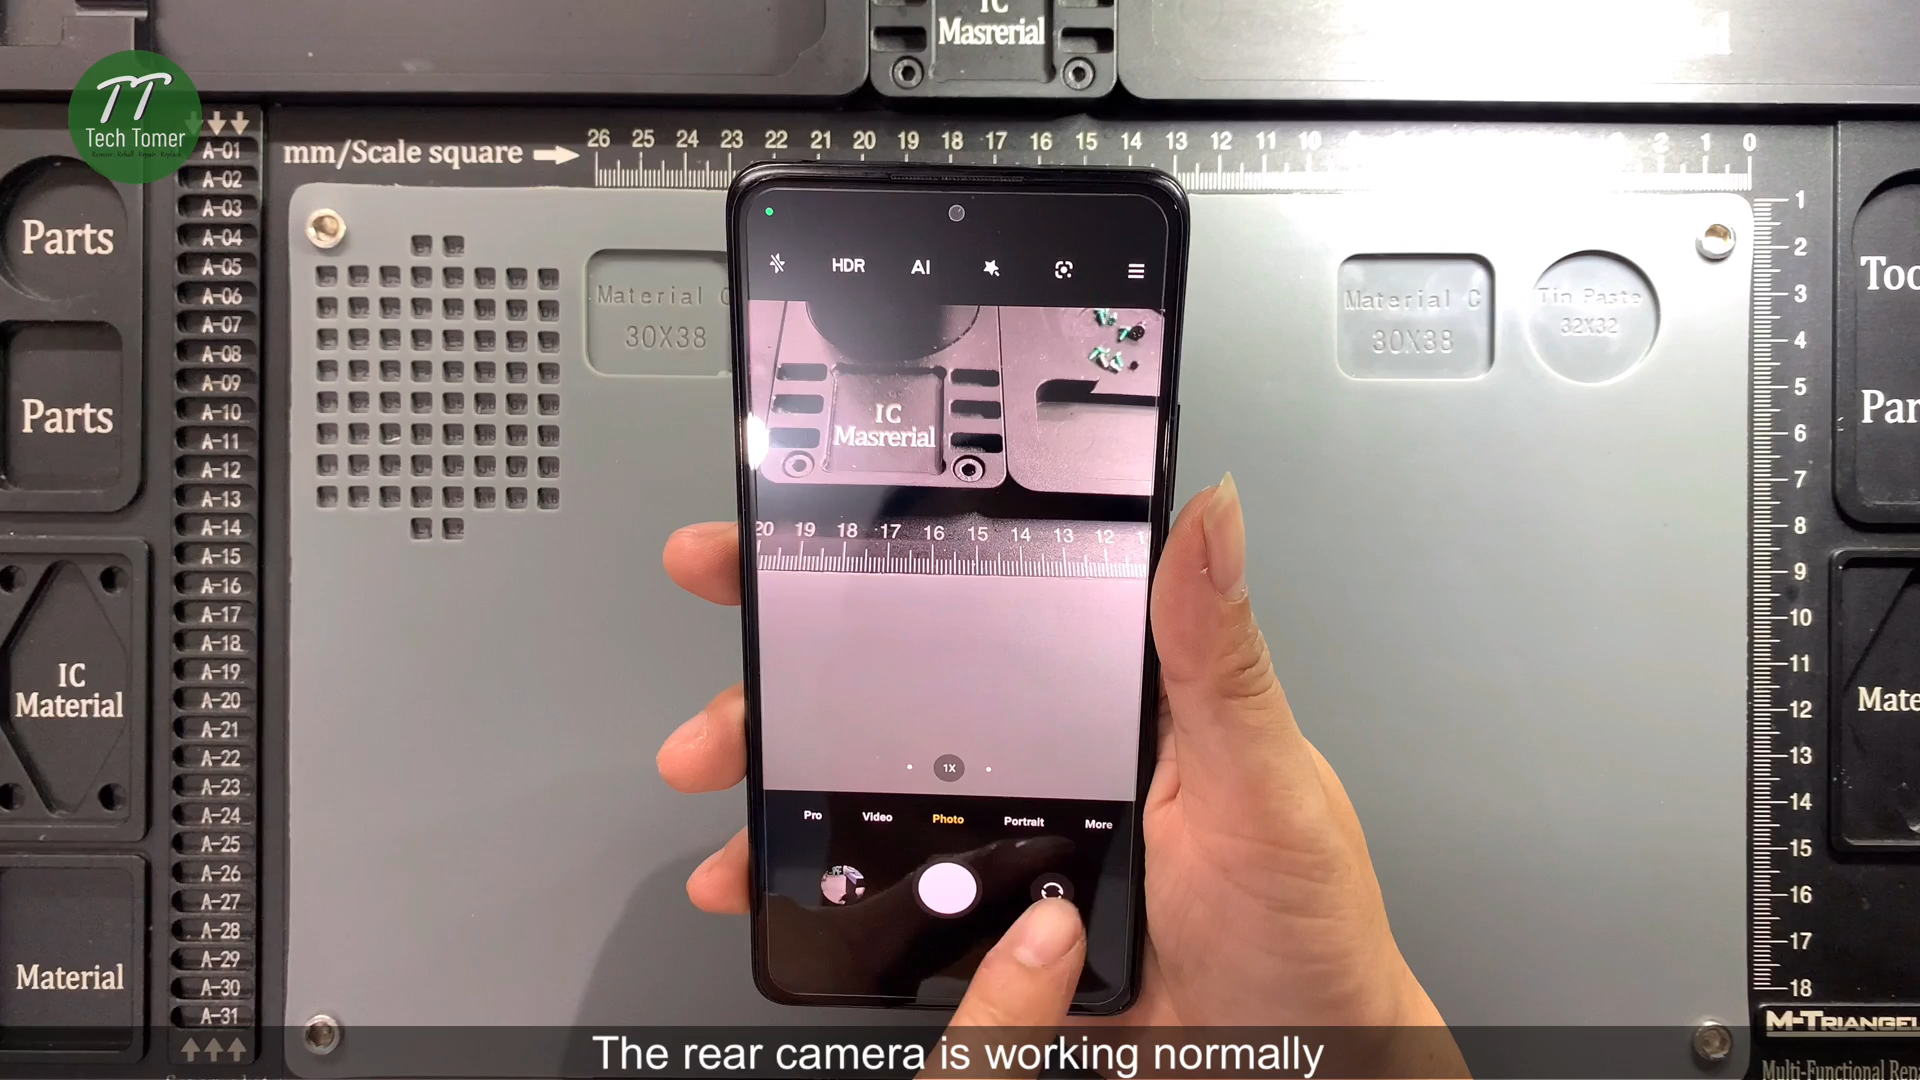 IC
Masrerial
TT
Tech Tomer
mm/Scale square
26 25 24 23 22 21 20 19 18 17 16 15 14 13 12 11 10 2 1 0
A-01
A-02
A-03
A-04
A-05
A-06
A-07
A-08
A-09
A-10
A-11
A-12
A-13
A-14
A-15
A-16
A-17
A-18
A-19
A-20
A-21
A-22
A-23
A-24
A-25
A-26
A-27
A-28
A-29
A-30
A-31
Parts
Parts
IC
Material
Material
Material C
30X38
HDR AI
IC
Masrerial
20 19 18 17 16 15 14 13 12
1X
Pro Video Photo Portrait More
Material C
30X38
Tin Paste
32X32
1
2
3
4
5
6
7
8
9
10
11
12
13
14
15
16
17
18
Too
Par
Mate
M-TRIANGEL
Multi-Functional Repa
The rear camera is working normally